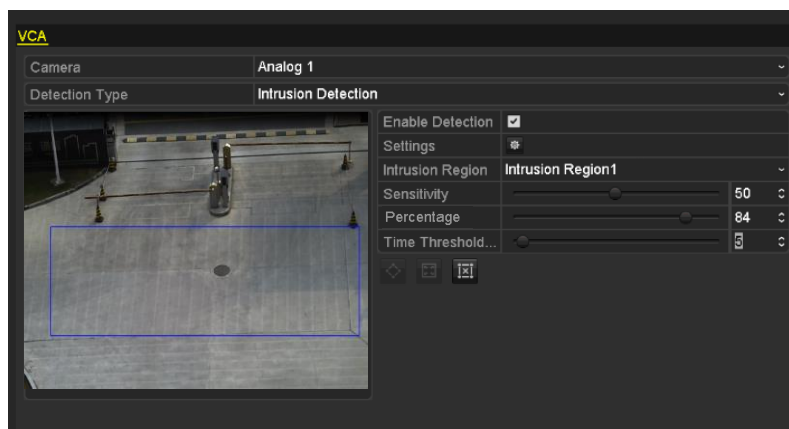 VCA
Camera Analog 1
Detection Type Intrusion Detection
Enable Detection
Settings
Intrusion Region Intrusion Region1
Sensitivity 50
Percentage 84
Time Threshold... 5